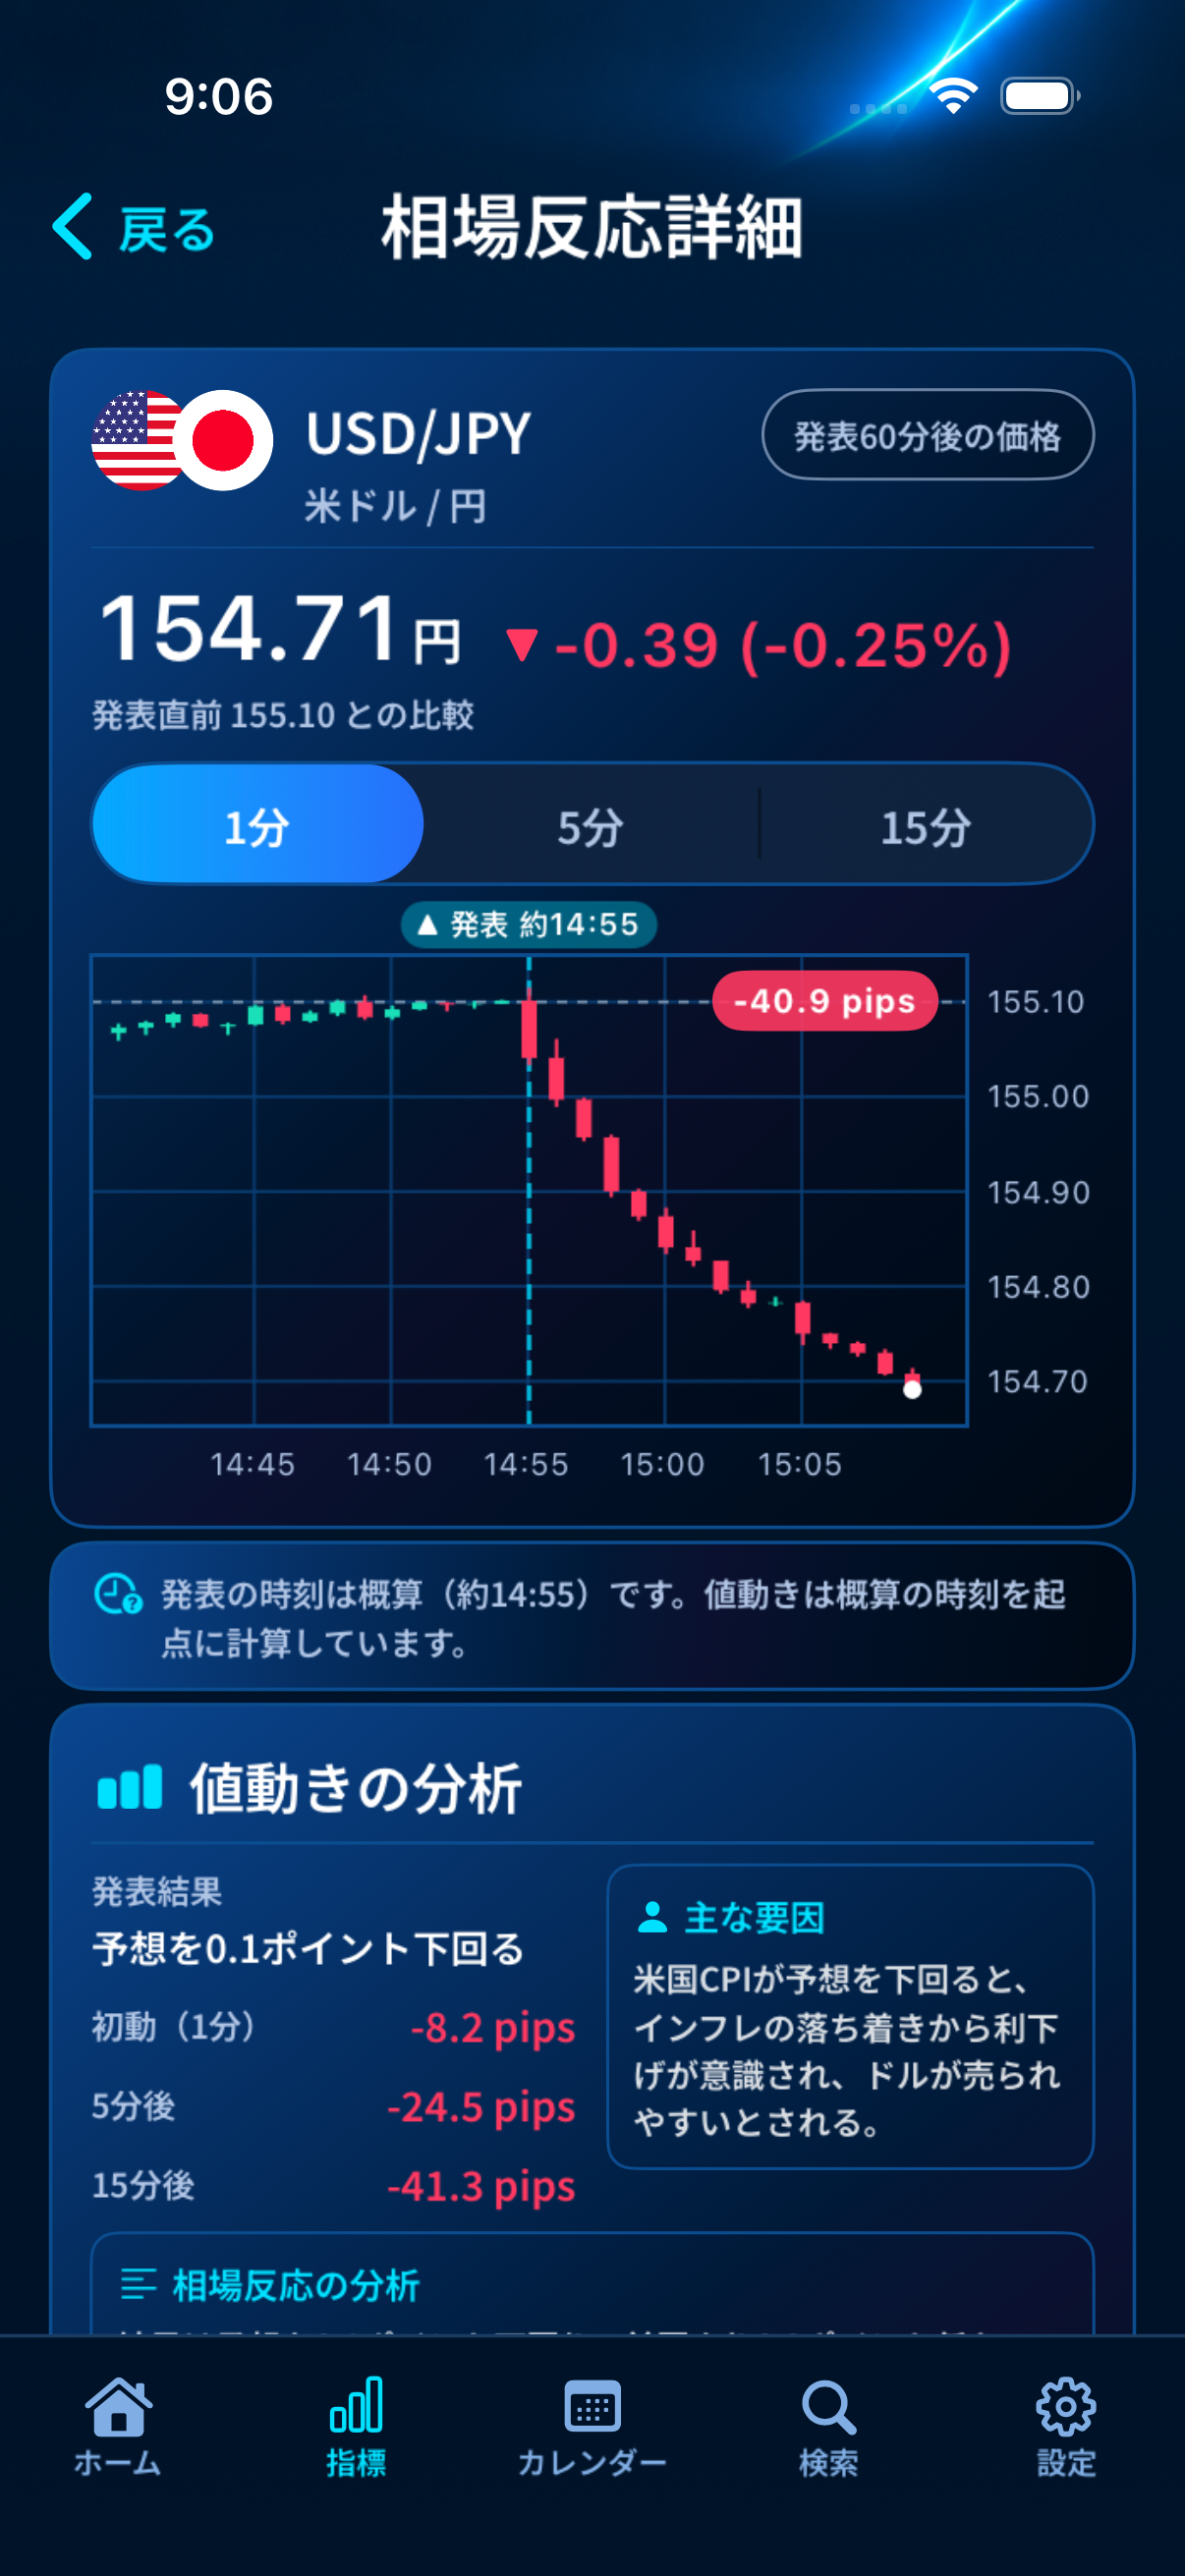 9:06
戻る
相場反応詳細
USD/JPY
発表60分後の価格
米ドル / 円
154.71円 ▼ -0.39 (-0.25%)
発表直前 155.10 との比較
1分 5分 15分
▲ 発表 約14:55
-40.9 pips
155.10
155.00
154.90
154.80
154.70
14:45 14:50 14:55 15:00 15:05
発表の時刻は概算（約14:55）です。値動きは概算の時刻を起
点に計算しています。
値動きの分析
発表結果
予想を0.1ポイント下回る
初動（1分） -8.2 pips
5分後 -24.5 pips
15分後 -41.3 pips
主な要因
米国CPIが予想を下回ると、
インフレの落ち着きから利下
げが意識され、ドルが売られ
やすいとされる。
相場反応の分析
ホーム 指標 カレンダー 検索 設定